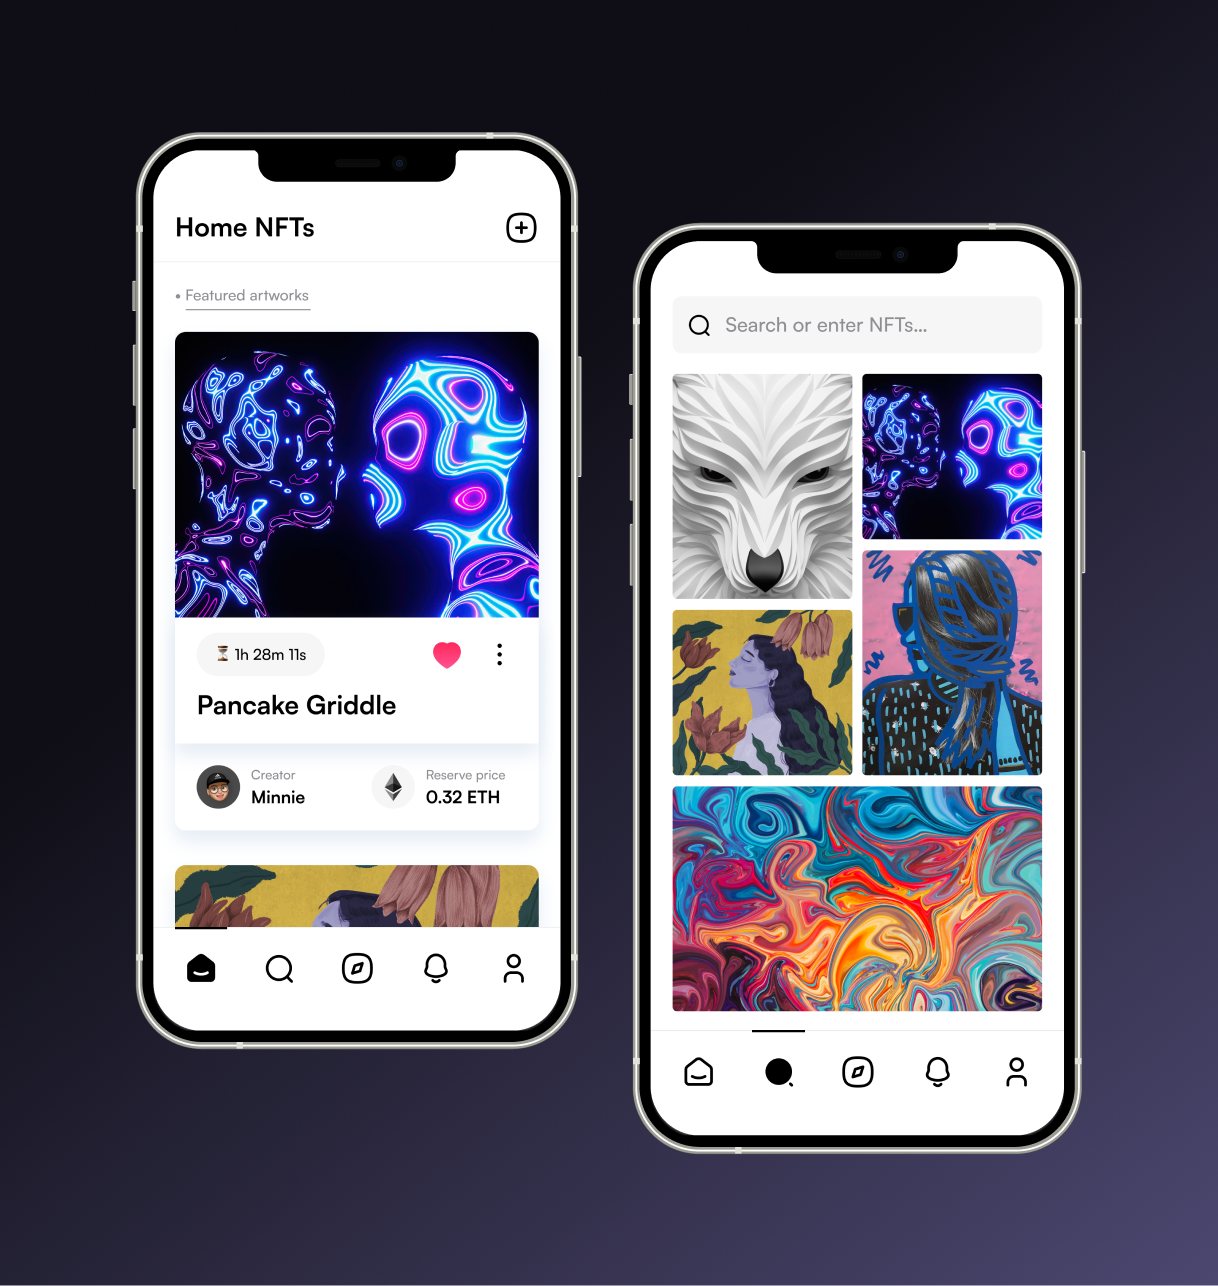 Home NFTs
• Featured artworks
1h 28m 11s
Pancake Griddle
Creator
Minnie
Reserve price
0.32 ETH
Search or enter NFTs...